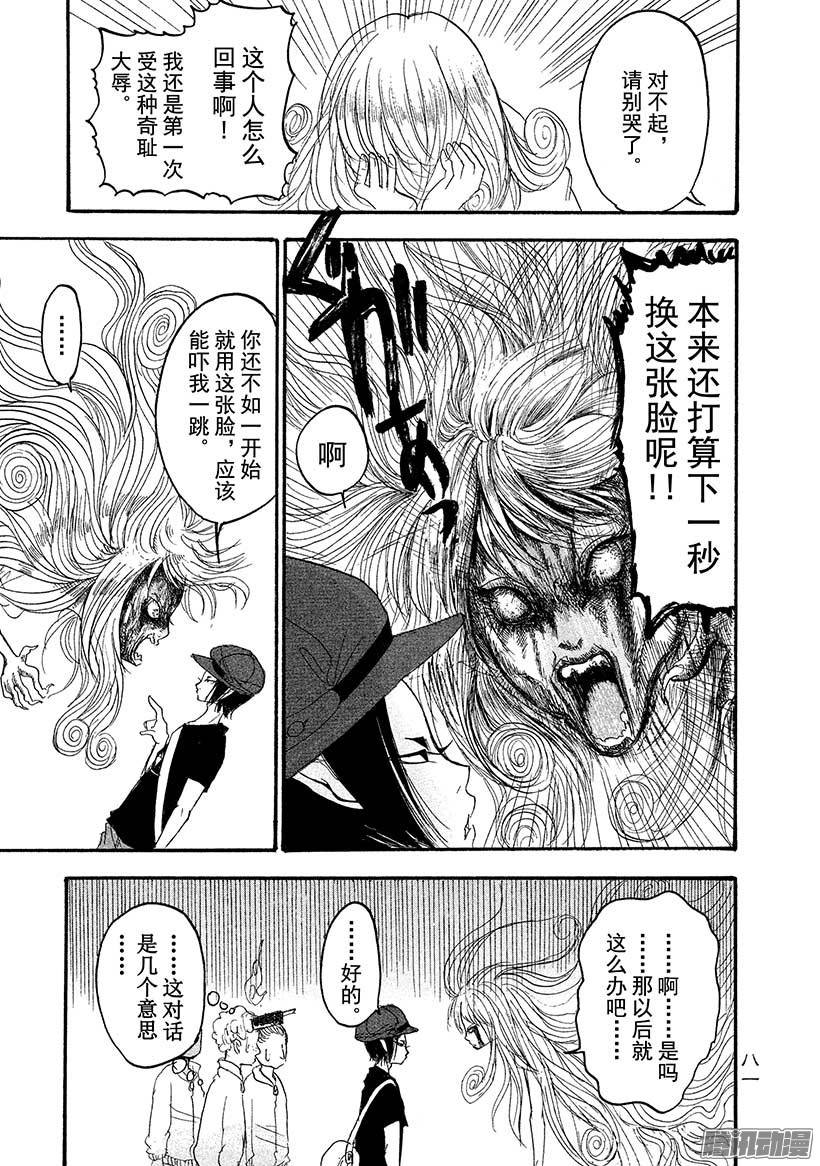 对不起，
请别哭了。
这个人怎么
回事啊！
我还是第一次
受这种奇耻
大辱。
本来还打算下一秒
换这张脸呢!!
啊
你还不如一开始
就用这张脸，应该
能吓我一跳。
……
……啊……是吗
……那以后就
这么办吧……
……好的。
……这对话
是几个意思
……
八一
腾讯动漫